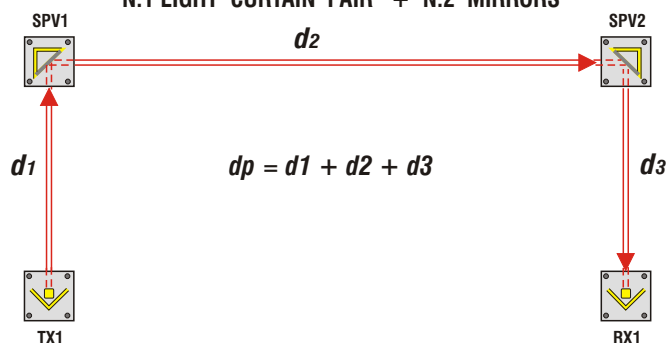 N.1 LIGHT CURTAIN PAIR + N.2 MIRRORS
SPV1
SPV2
d2
d1
dp = d1 + d2 + d3
d3
TX1
RX1